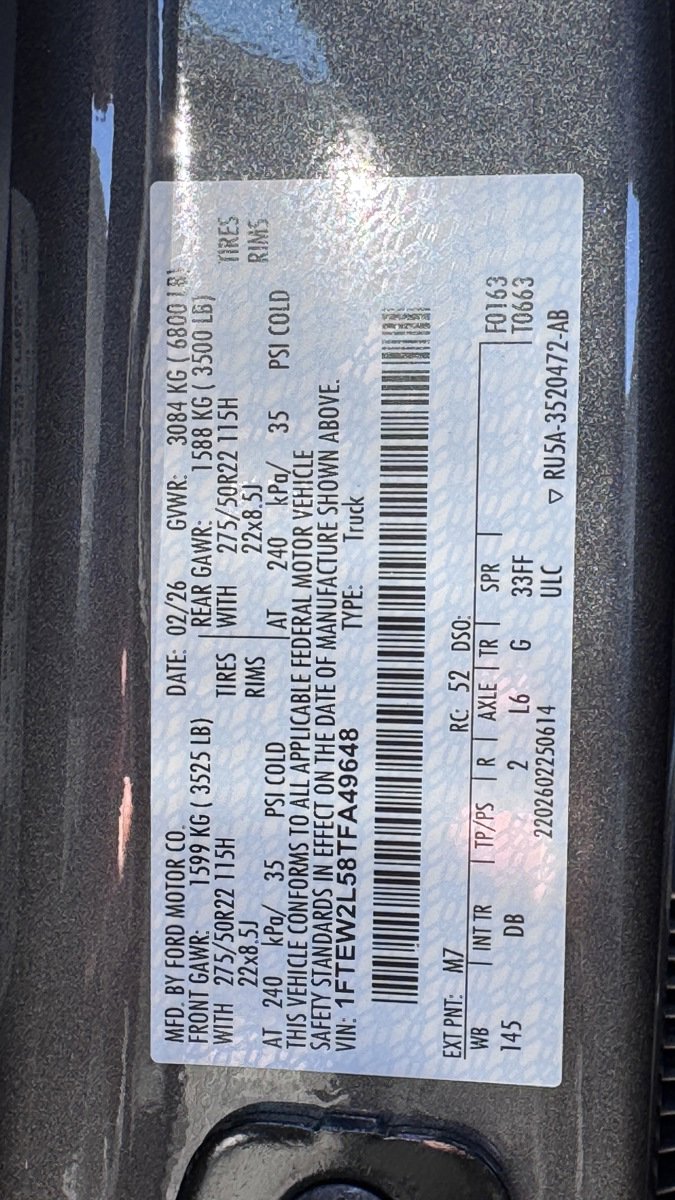 MFD. BY FORD MOTOR CO.
DATE: 02/26 GVWR: 3084 KG ( 6800 LB)
FRONT GAWR: 1599 KG ( 3525 LB)
REAR GAWR: 1588 KG ( 3500 LB)
WITH 275/50R22 115H TIRES
WITH 275/50R22 115H TIRES
22x8.5J RIMS
22x8.5J RIMS
AT 240 kPa/ 35 PSI COLD
AT 240 kPa/ 35 PSI COLD
THIS VEHICLE CONFORMS TO ALL APPLICABLE FEDERAL MOTOR VEHICLE
SAFETY STANDARDS IN EFFECT ON THE DATE OF MANUFACTURE SHOWN ABOVE.
VIN: 1FTEW2L58TFA49648 TYPE: Truck
EXT PNT: M7 RC: 52 DSO:
WB INT TR TP/PS R AXLE TR SPR F0163
145 DB 2 L6 G 33FF T0663
2202602250614 ULC ▽ RU5A-3520472-AB